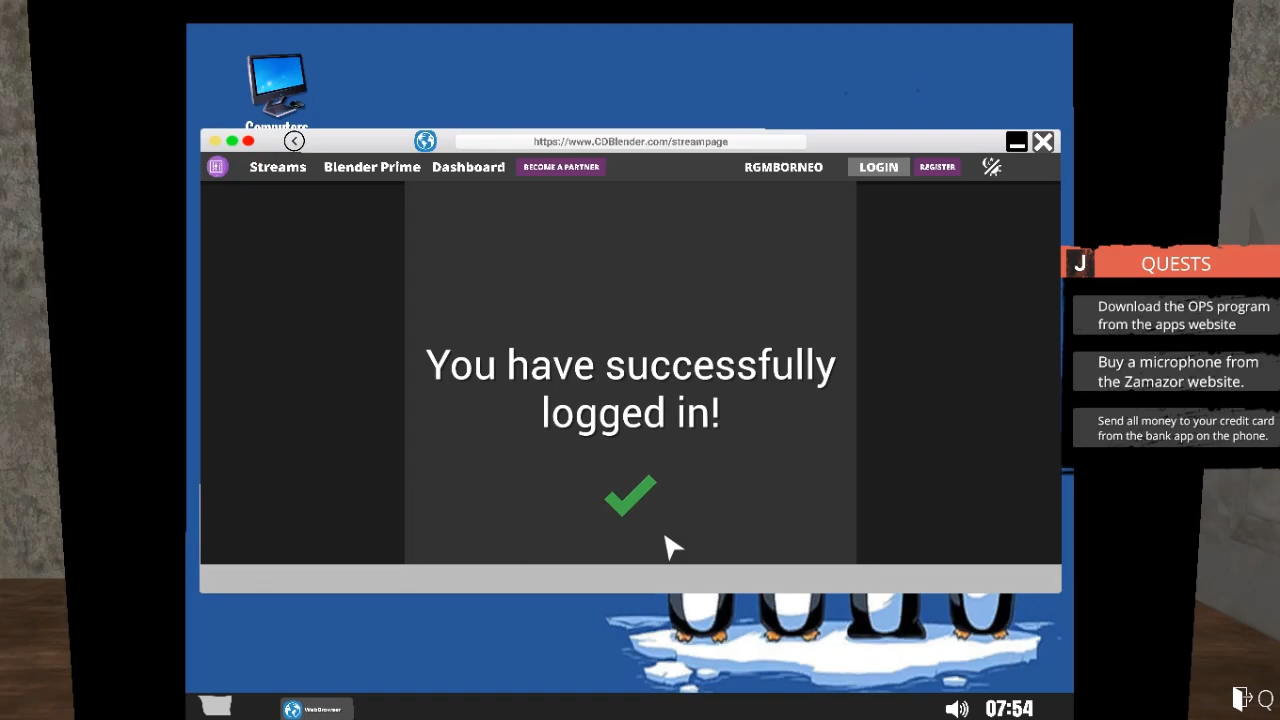 Computers
https://www.CDBlender.com/streampage
Streams Blender Prime Dashboard BECOME A PARTNER RGMBORNEO LOGIN REGISTER
You have successfully
logged in!
J QUESTS
Download the OPS program
from the apps website
Buy a microphone from
the Zamazor website.
Send all money to your credit card
from the bank app on the phone.
WebBrowser
07:54
Q